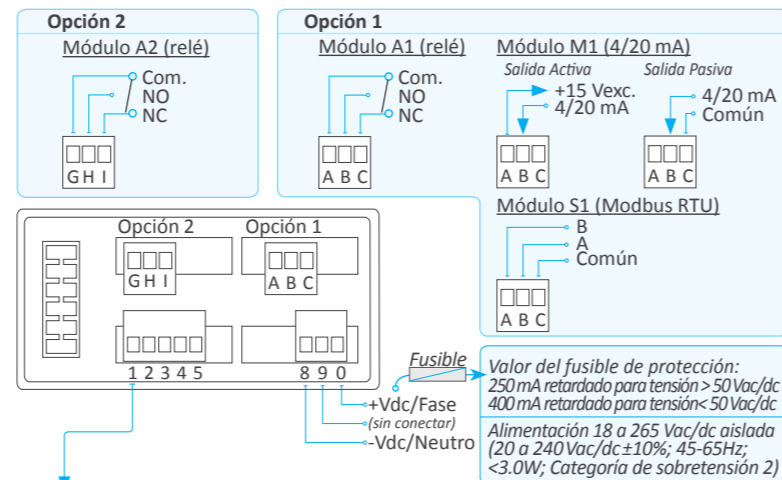 Opción 2
Módulo A2 (relé)
Com.
NO
NC
G H I
Opción 1
Módulo A1 (relé)
Com.
NO
NC
A B C
Módulo M1 (4/20 mA)
Salida Activa
+15 Vexc.
4/20 mA
A B C
Salida Pasiva
4/20 mA
Común
A B C
Módulo S1 (Modbus RTU)
B
A
Común
A B C
Opción 2
G H I
Opción 1
A B C
1 2 3 4 5
8 9 0
Fusible
+Vdc/Fase
(sin conectar)
-Vdc/Neutro
Valor del fusible de protección:
250 mA retardado para tensión > 50 Vac/dc
400 mA retardado para tensión< 50 Vac/dc
Alimentación 18 a 265 Vac/dc aislada
(20 a 240 Vac/dc ±10%; 45-65Hz;
<3.0W; Categoría de sobretensión 2)